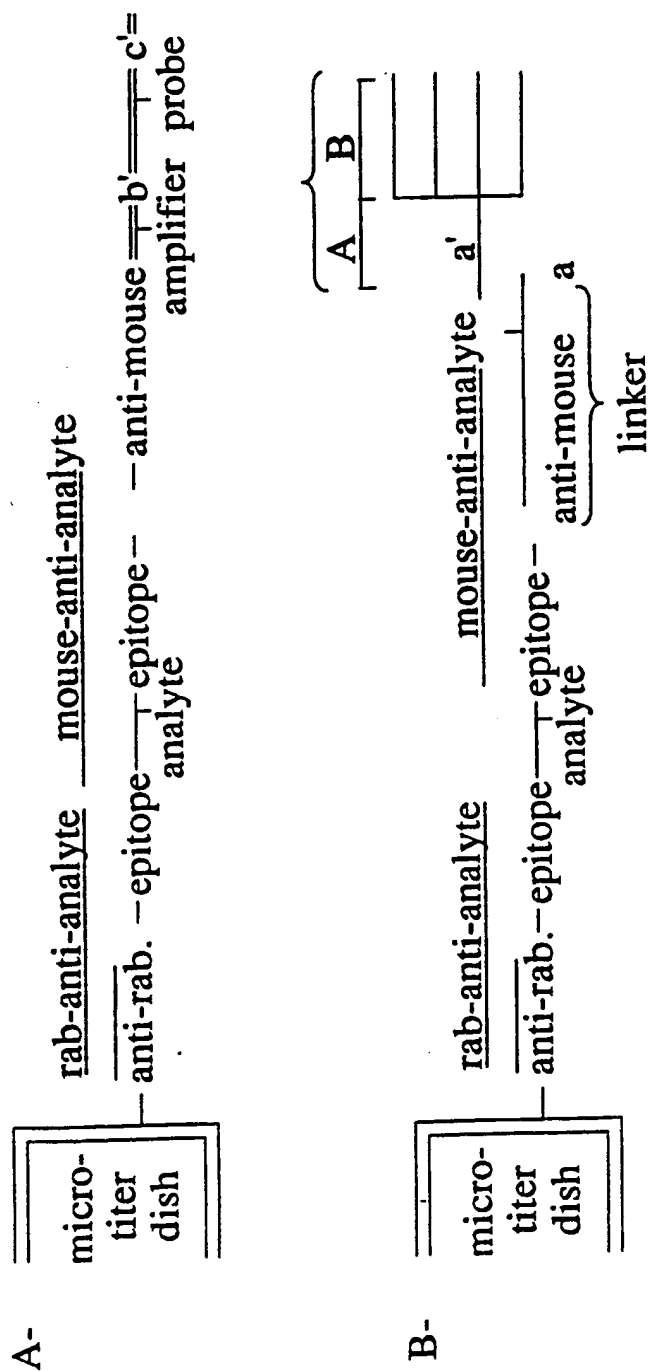 A-
micro-
titer
dish
rab-anti-analyte mouse-anti-analyte
anti-rab. epitope epitope anti-mouse b' c'
analyte amplifier probe
B-
micro-
titer
dish
A B
rab-anti-analyte mouse-anti-analyte a'
anti-rab. epitope epitope
analyte
anti-mouse a
linker